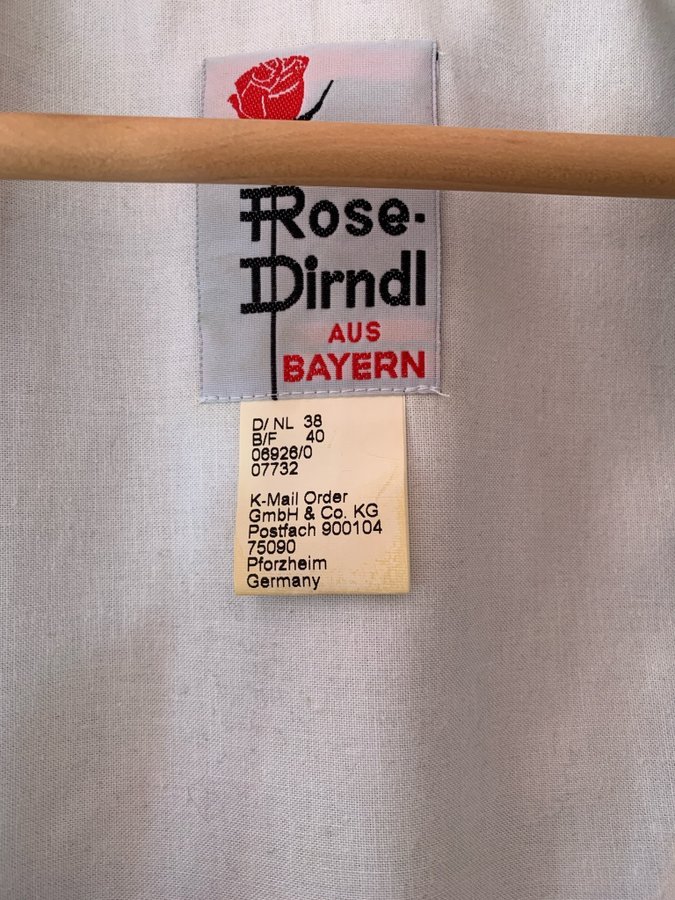 Rose-
Dirndl
AUS
BAYERN
D/ NL 38
B/F 40
06926/0
07732
K-Mail Order
GmbH & Co. KG
Postfach 900104
75090
Pforzheim
Germany